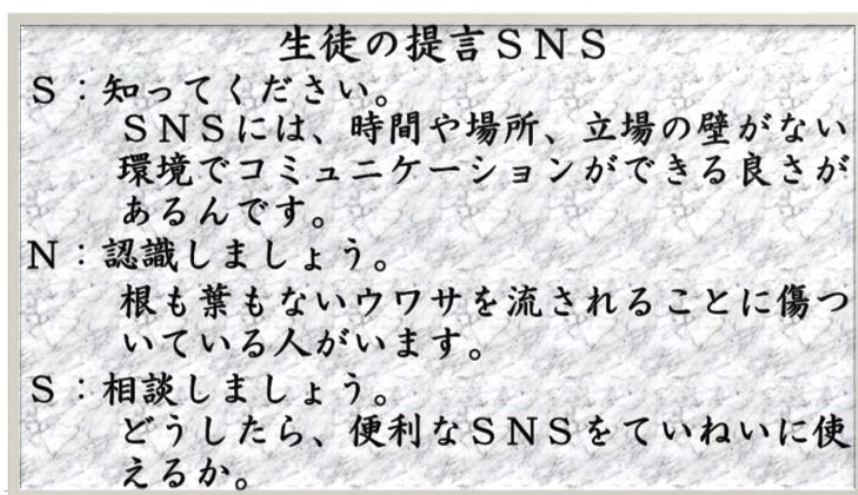 生徒の提言ＳＮＳ
Ｓ：知ってください。
ＳＮＳには、時間や場所、立場の壁がない
環境でコミュニケーションができる良さが
あるんです。
Ｎ：認識しましょう。
根も葉もないウワサを流されることに傷つ
いている人がいます。
Ｓ：相談しましょう。
どうしたら、便利なＳＮＳをていねいに使
えるか。